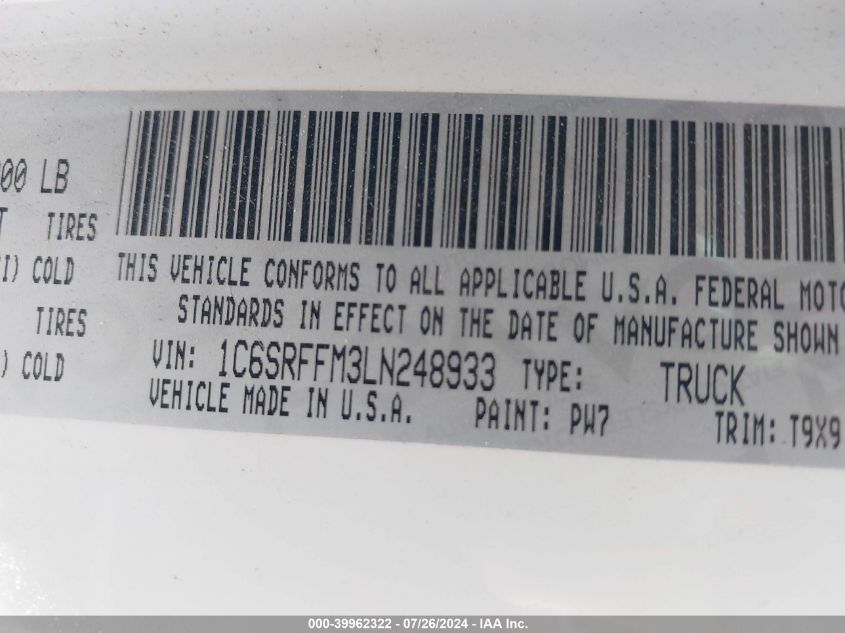 00 LB
TIRES
I) COLD
TIRES
) COLD
THIS VEHICLE CONFORMS TO ALL APPLICABLE U.S.A. FEDERAL MOTO
STANDARDS IN EFFECT ON THE DATE OF MANUFACTURE SHOWN
VIN: 1C6SRFFM3LN248933 TYPE: TRUCK
VEHICLE MADE IN U.S.A. PAINT: PW7 TRIM: T9X9
000-39962322 - 07/26/2024 - IAA Inc.